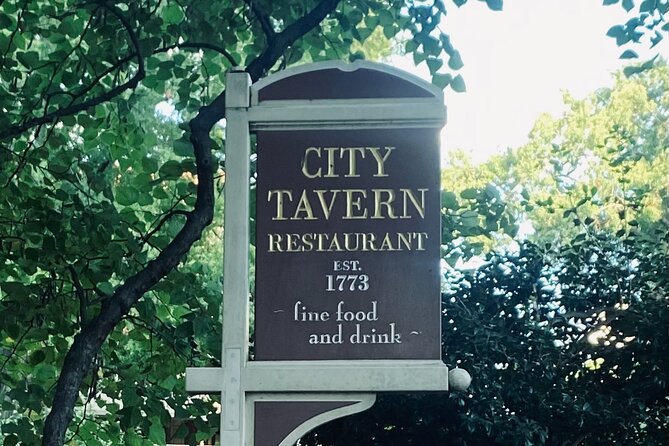 CITY
TAVERN
RESTAURANT
EST.
1773
~ fine food
and drink ~